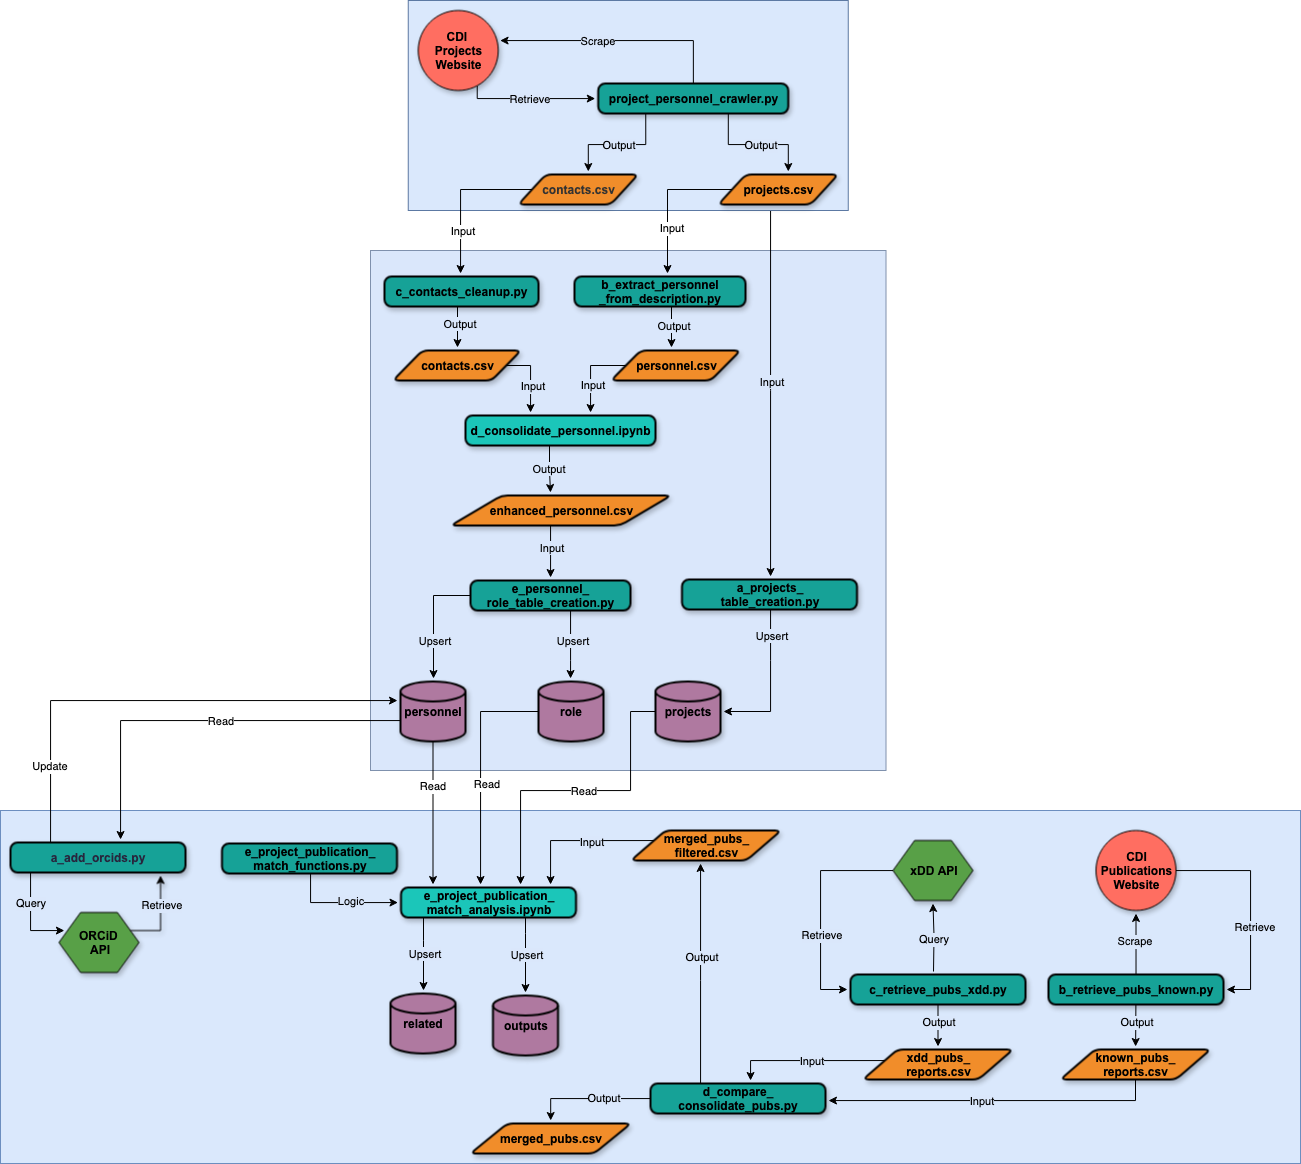 CDI
Projects
Website
Scrape
Retrieve
project_personnel_crawler.py
Output
Output
contacts.csv
projects.csv
Input
Input
c_contacts_cleanup.py
b_extract_personnel
_from_description.py
Output
Output
contacts.csv
personnel.csv
Input
Input
Input
d_consolidate_personnel.ipynb
Output
enhanced_personnel.csv
Input
e_personnel_
role_table_creation.py
a_projects_
table_creation.py
Upsert
Upsert
Upsert
personnel
role
projects
Read
Update
Read
Read
Read
a_add_orcids.py
e_project_publication_
match_functions.py
Input
merged_pubs_
filtered.csv
xDD API
CDI
Publications
Website
Query
Retrieve
Logic
e_project_publication_
match_analysis.ipynb
ORCiD
API
Retrieve
Query
Scrape
Retrieve
Upsert
Upsert
Output
c_retrieve_pubs_xdd.py
b_retrieve_pubs_known.py
related
outputs
Output
Output
Input
xdd_pubs_
reports.csv
known_pubs_
reports.csv
Output
d_compare_
consolidate_pubs.py
Input
merged_pubs.csv